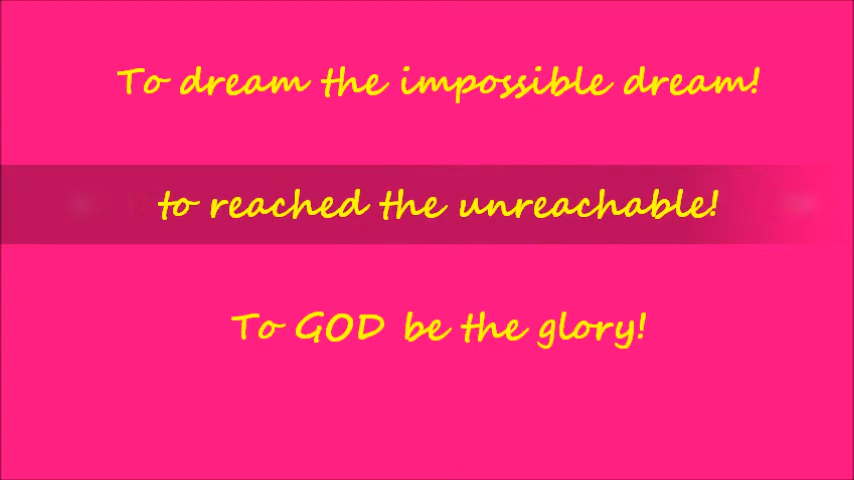 To dream the impossible dream!
to reached the unreachable!
To GOD be the glory!